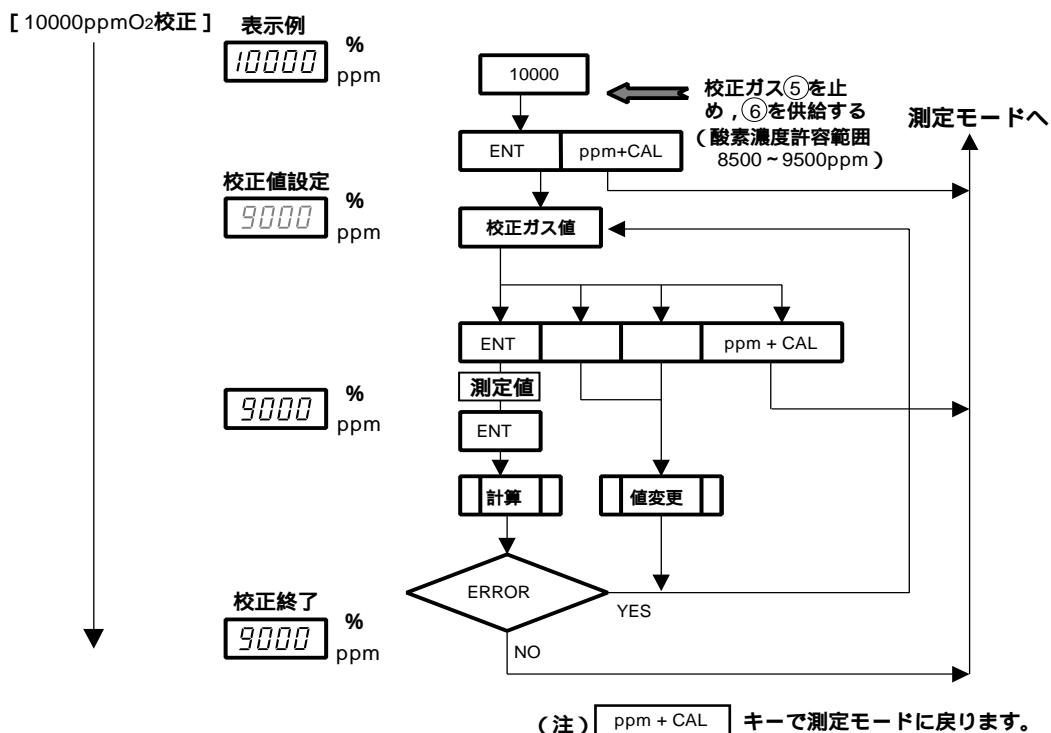 [ 10000ppmO₂校正 ]
表示例
10000
%
ppm
10000
校正ガス⑤を止
め，⑥を供給する
（酸素濃度許容範囲
8500 ~ 9500ppm）
測定モードへ
ENT
ppm+CAL
校正値設定
9000
%
ppm
校正ガス値
ENT
ppm + CAL
測定値
9000
%
ppm
ENT
計算
値変更
ERROR
YES
NO
校正終了
9000
%
ppm
（注） ppm + CAL キーで測定モードに戻ります。